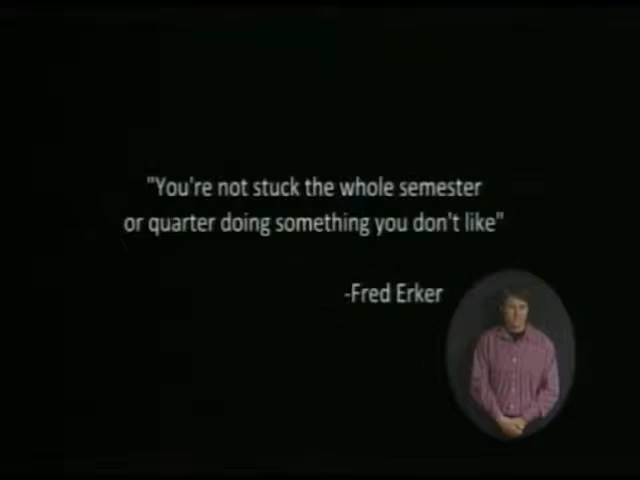 "You're not stuck the whole semester
or quarter doing something you don't like"
-Fred Erker